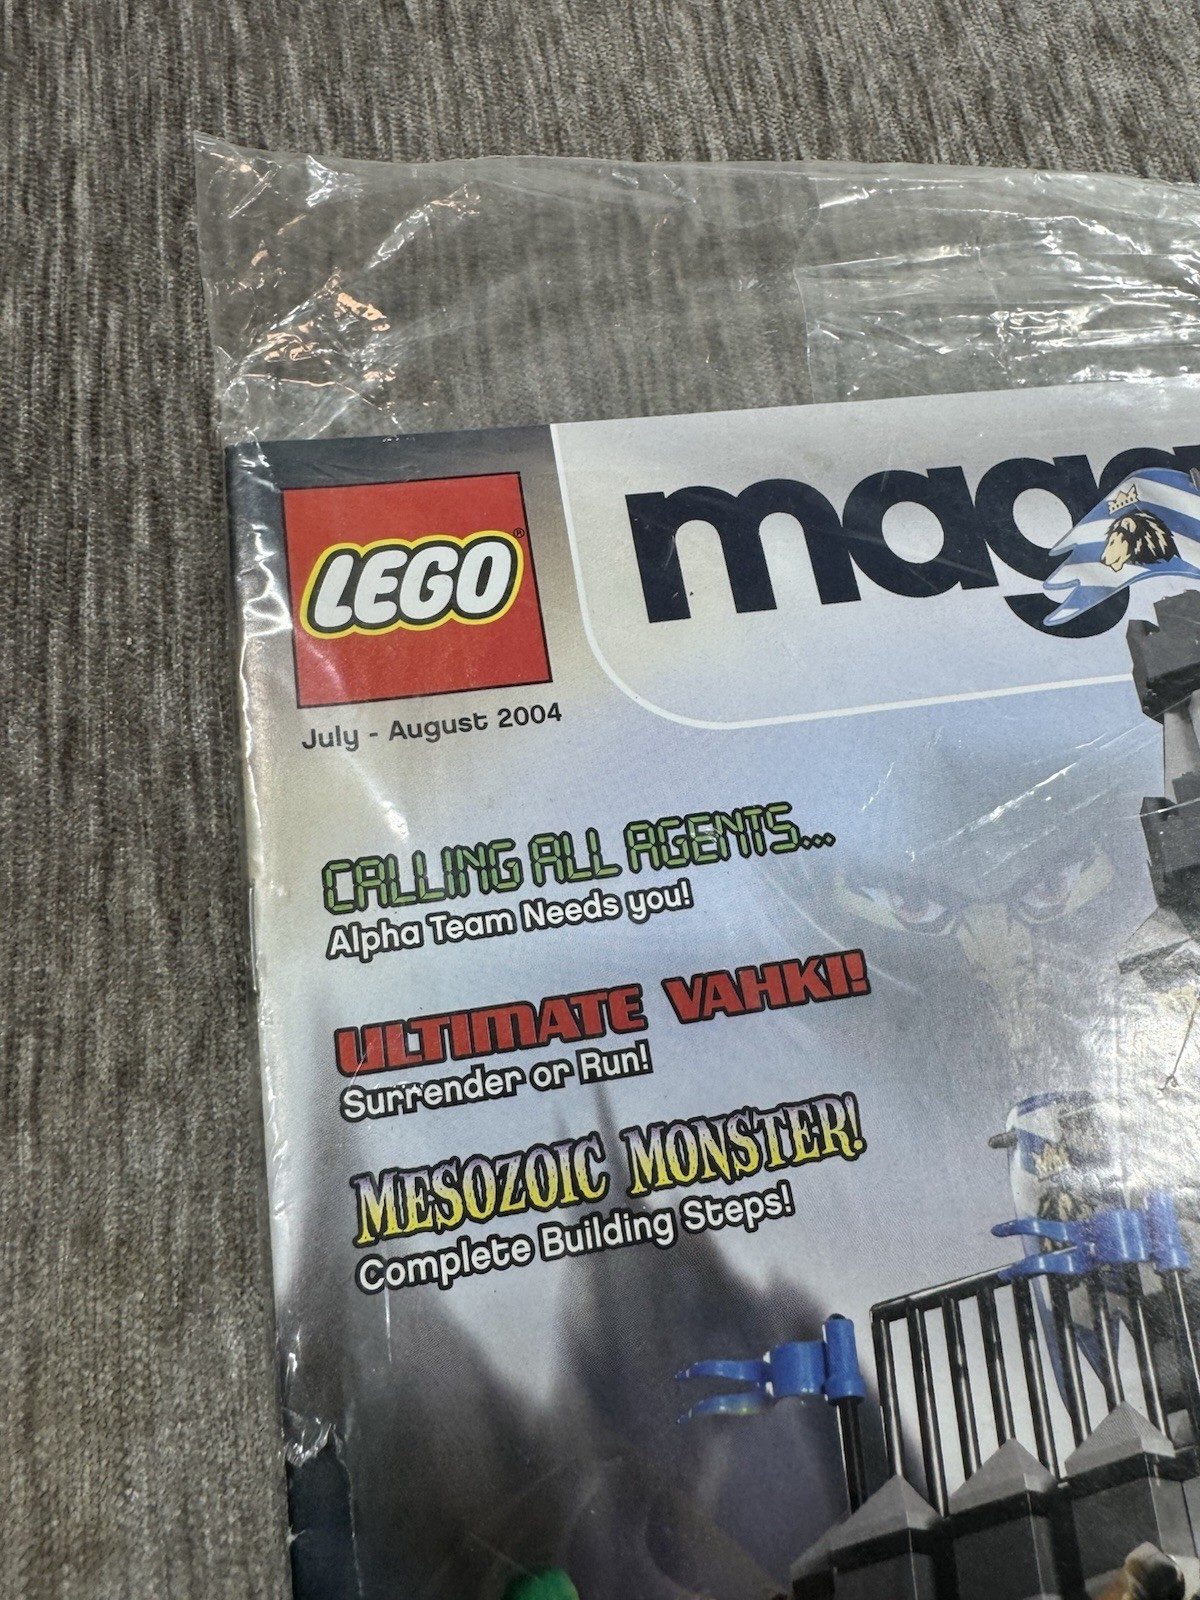 LEGO®
July - August 2004
CALLING ALL AGENTS...
Alpha Team Needs you!
ULTIMATE VAHKI!
Surrender or Run!
MESOZOIC MONSTER!
Complete Building Steps!